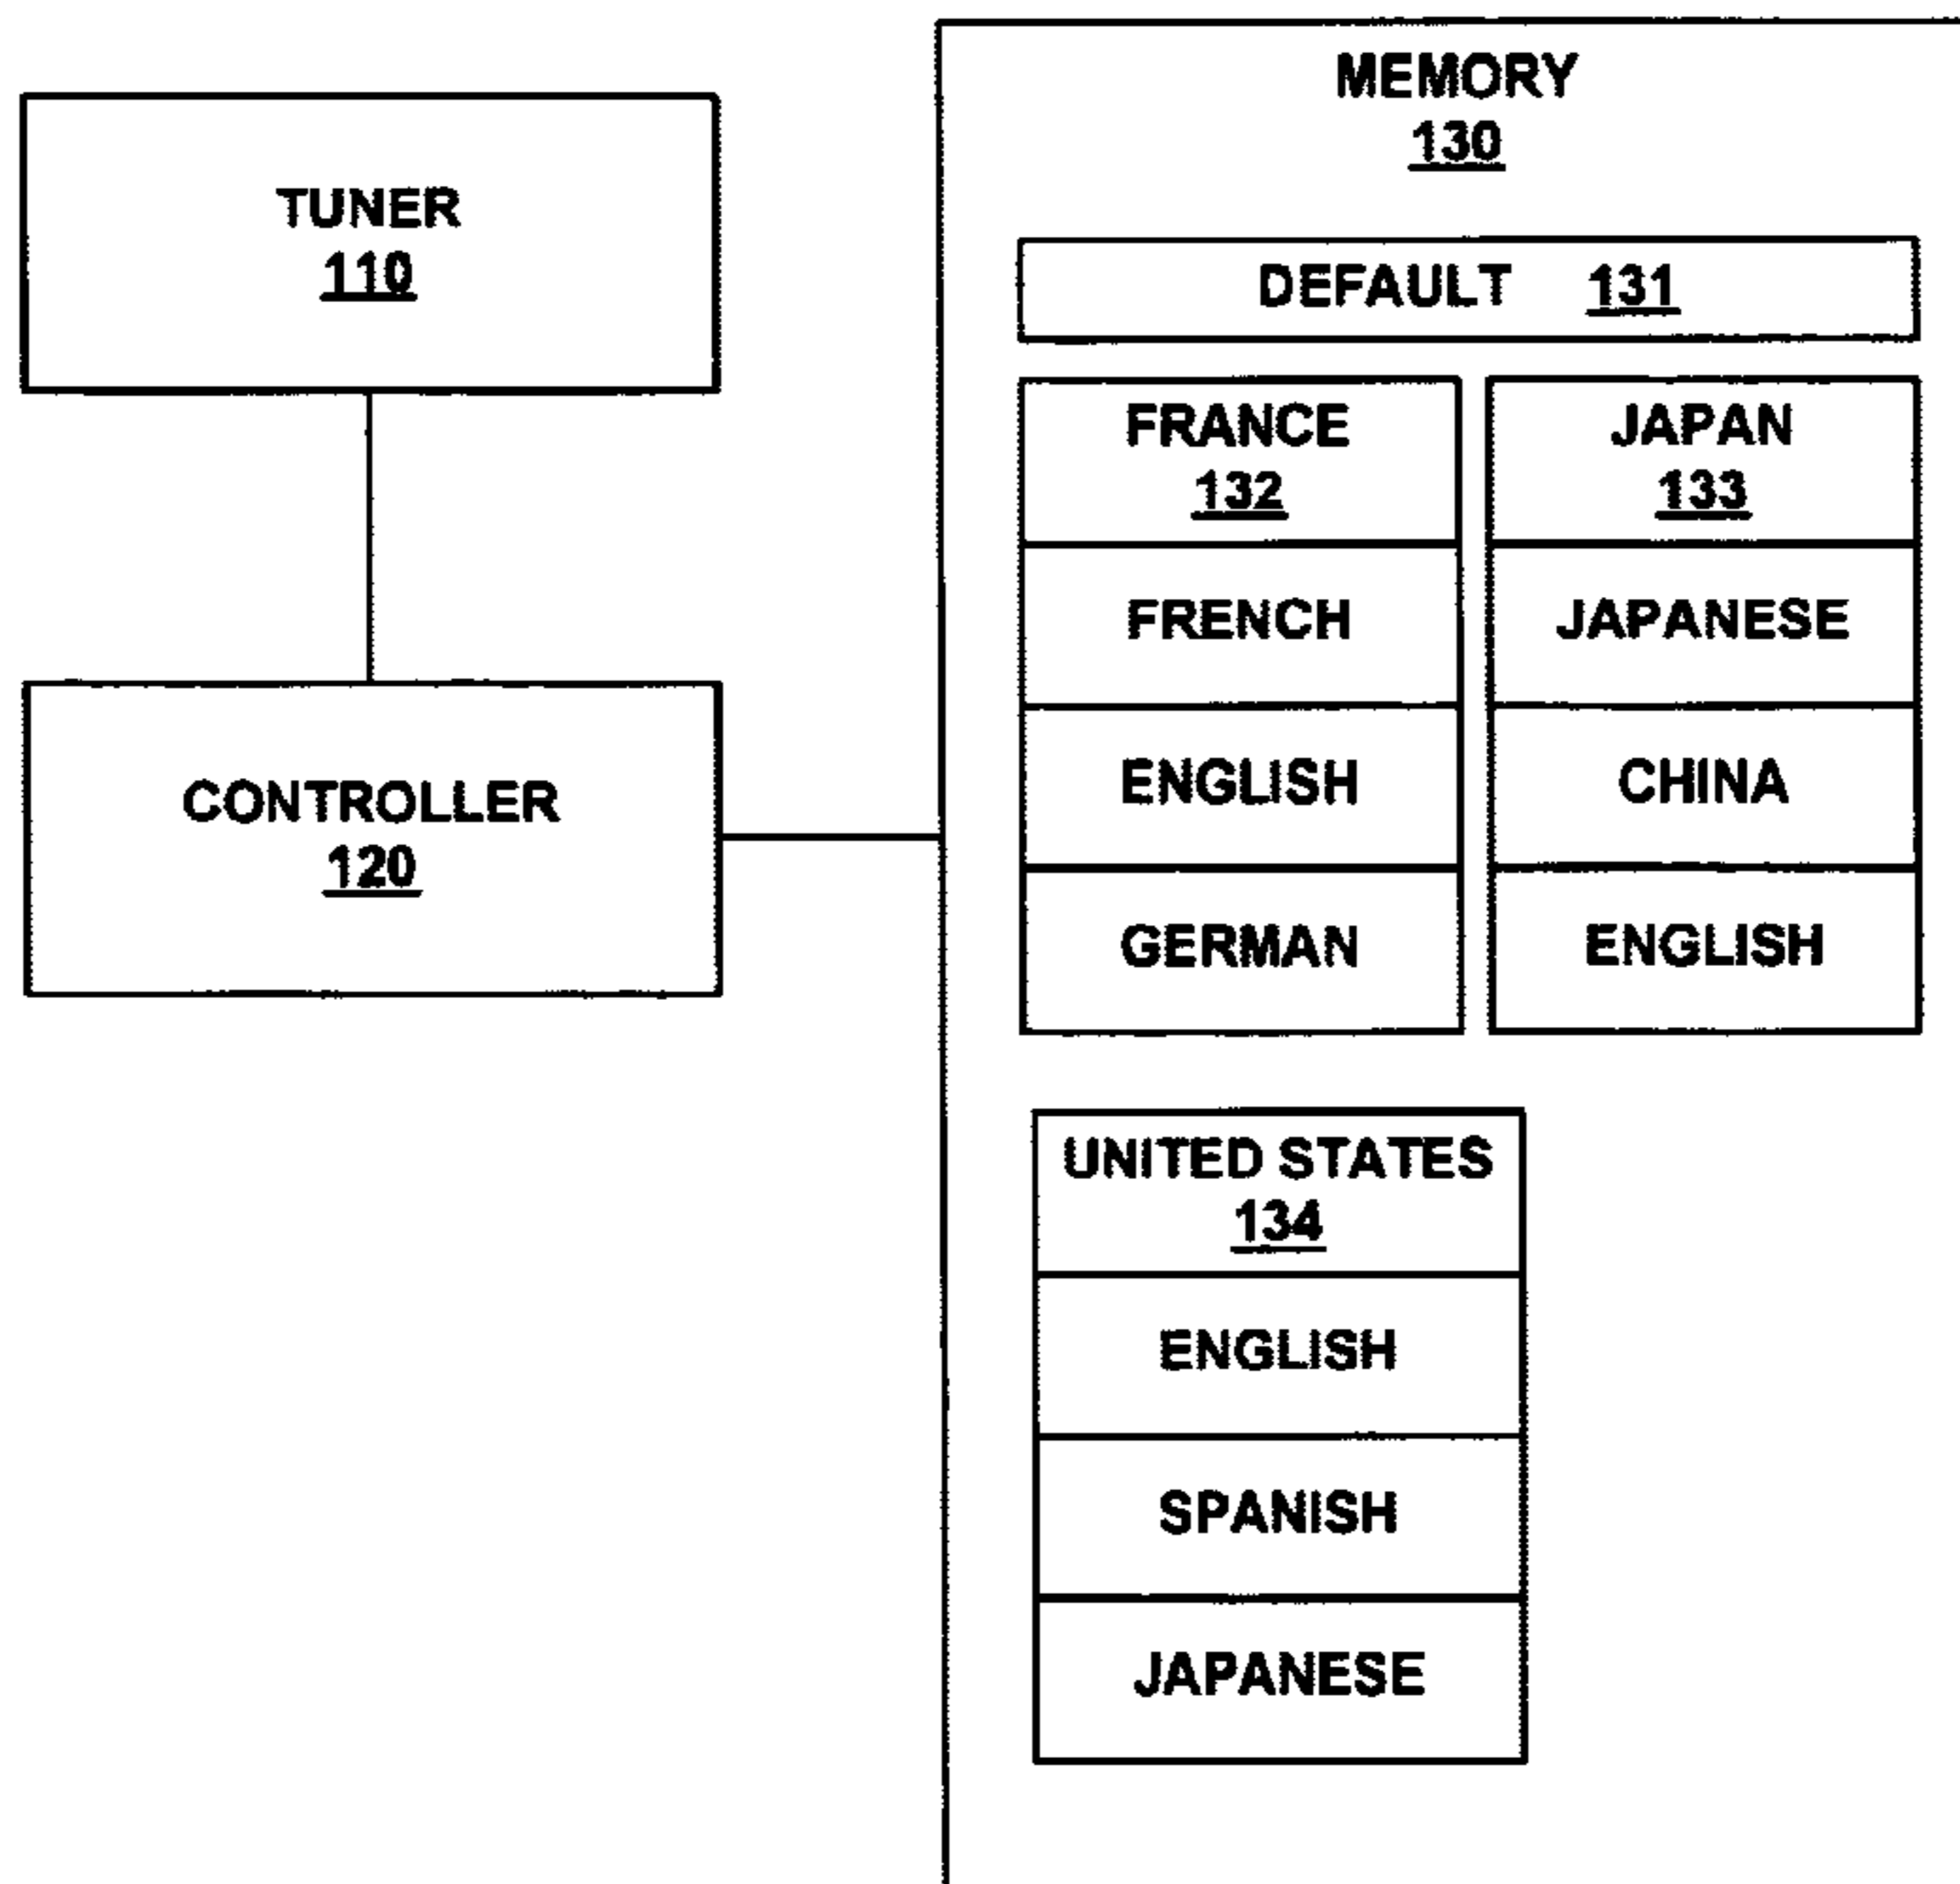 TUNER
110
CONTROLLER
120
MEMORY
130
DEFAULT 131
FRANCE
132
FRENCH
ENGLISH
GERMAN
JAPAN
133
JAPANESE
CHINA
ENGLISH
UNITED STATES
134
ENGLISH
SPANISH
JAPANESE